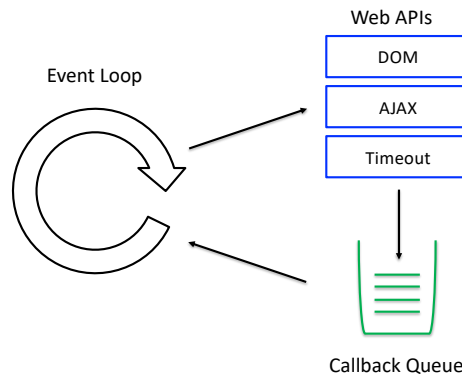 Web APIs
DOM
Event Loop
AJAX
Timeout
Callback Queue